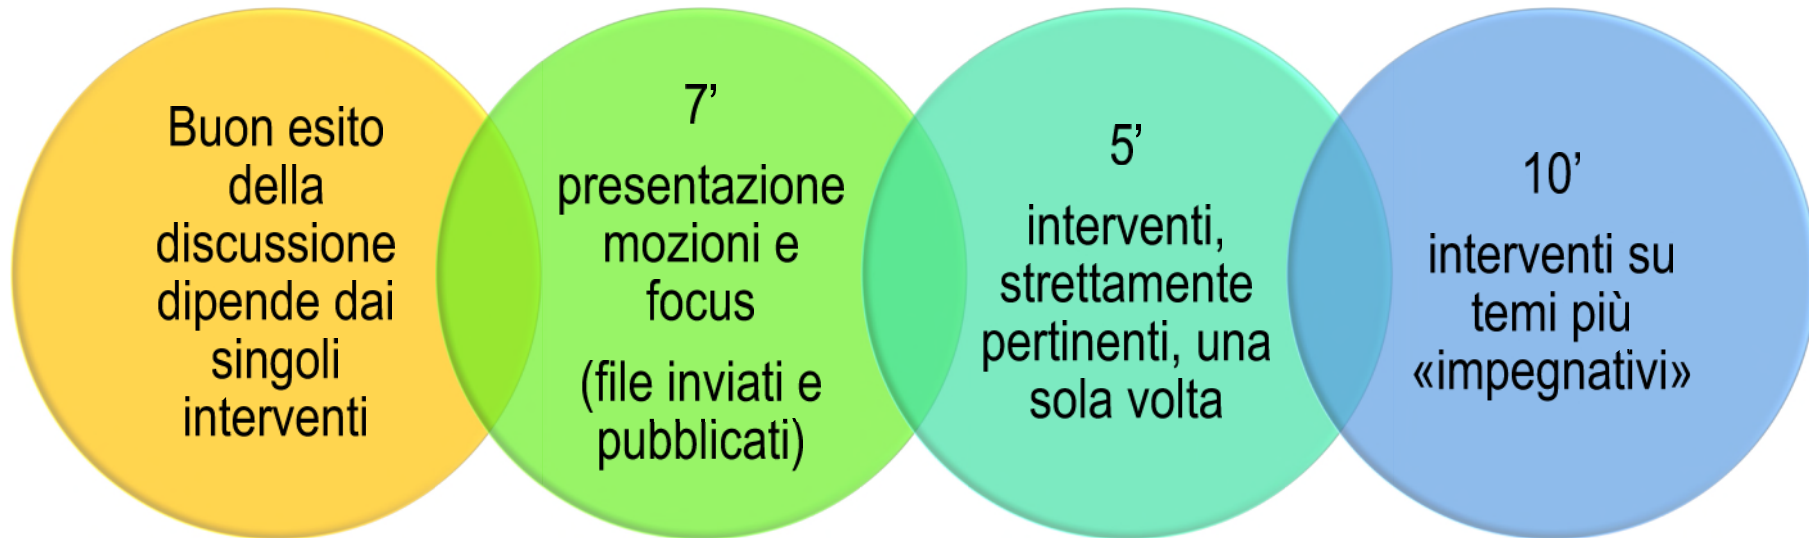 Buon esito
della
discussione
dipende dai
singoli
interventi
7’
presentazione
mozioni e
focus
(file inviati e
pubblicati)
5’
interventi,
strettamente
pertinenti, una
sola volta
10’
interventi su
temi più
«impegnativi»